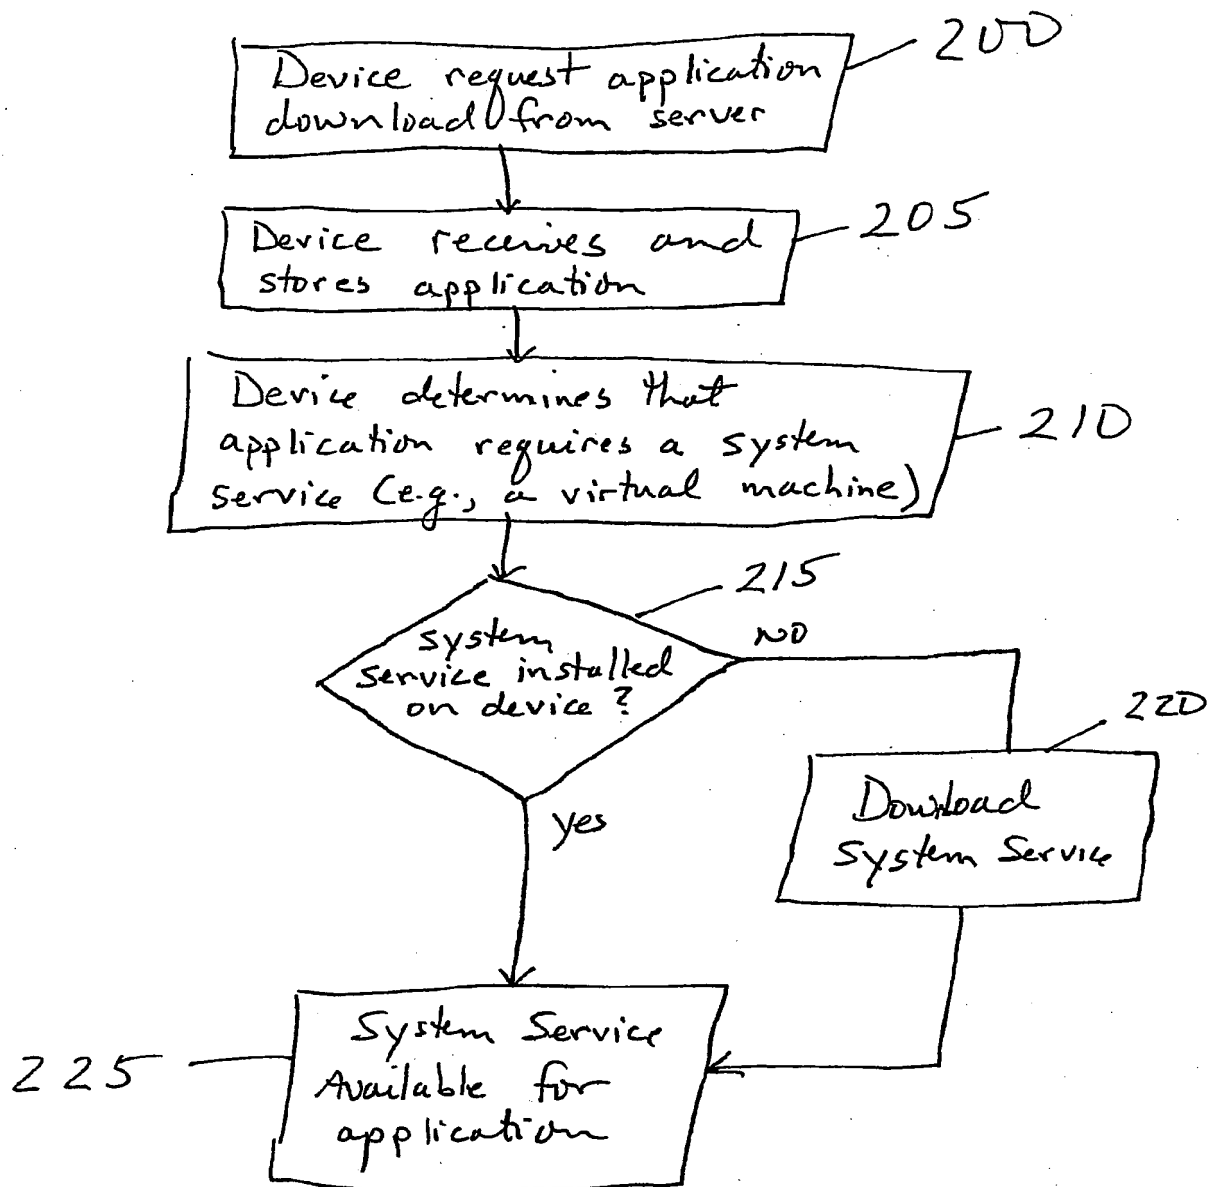 200
Device request application
download from server
205
Device receives and
stores application
210
Device determines that
application requires a system
service (e.g., a virtual machine)
215
system
service installed
on device?
NO
220
Dowload
System Service
yes
225
System Service
Available for
application